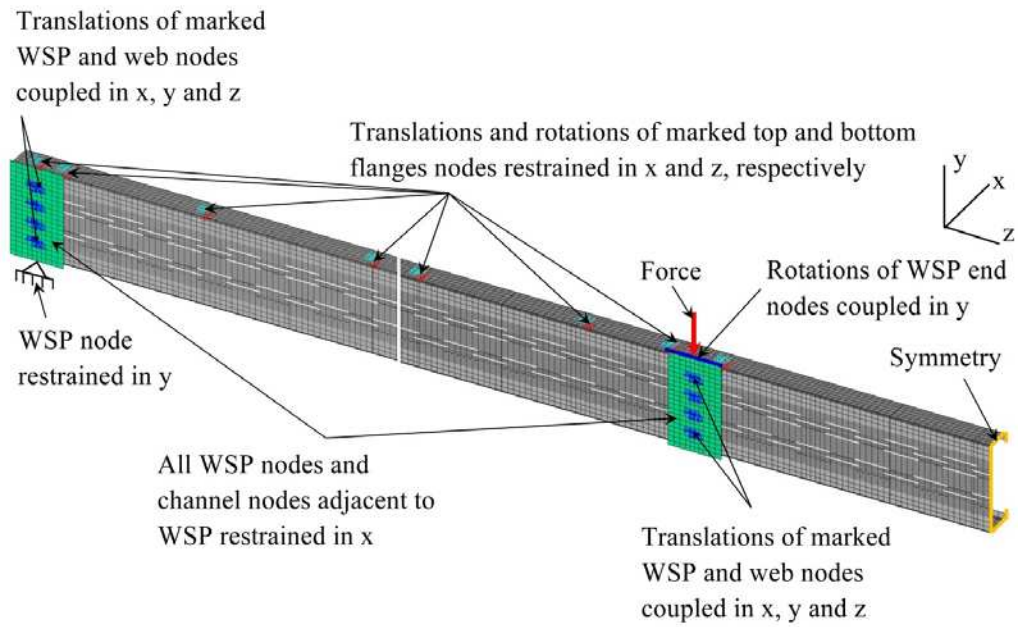 Translations of marked
WSP and web nodes
coupled in x, y and z
Translations and rotations of marked top and bottom
flanges nodes restrained in x and z, respectively
y
x
z
Force
Rotations of WSP end
nodes coupled in y
WSP node
restrained in y
Symmetry
All WSP nodes and
channel nodes adjacent to
WSP restrained in x
Translations of marked
WSP and web nodes
coupled in x, y and z